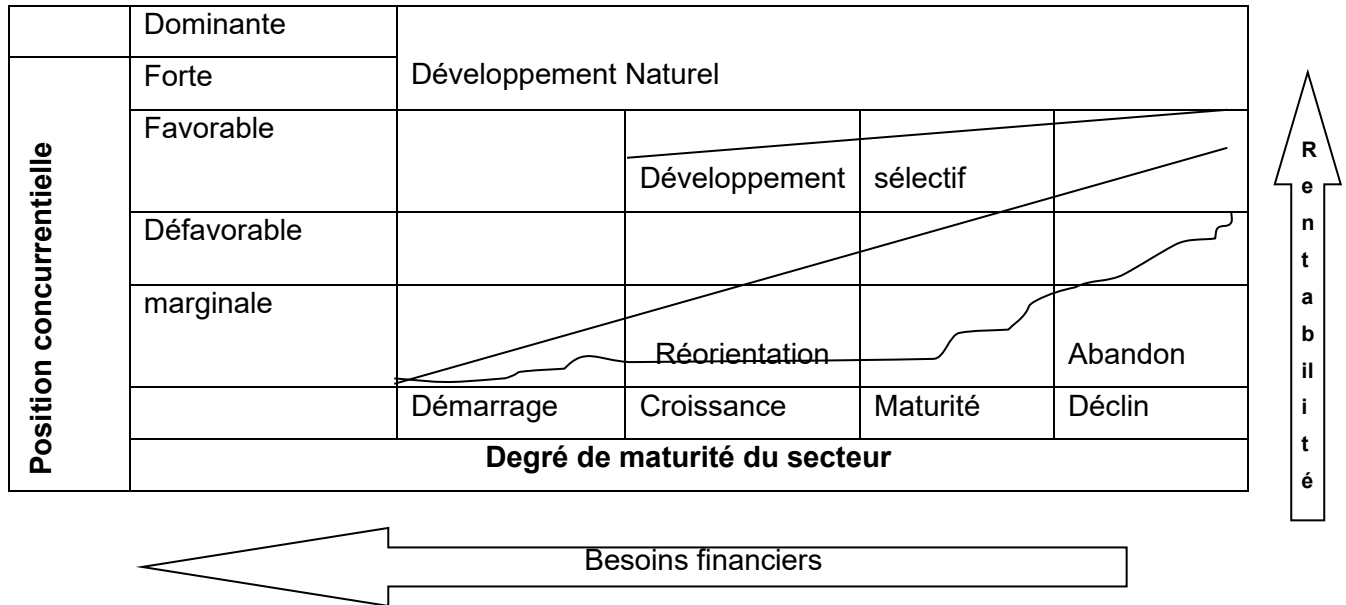 Dominante
Forte
Développement Naturel
Favorable
Développement sélectif
Défavorable
marginale
Réorientation
Abandon
Démarrage
Croissance
Maturité
Déclin
Degré de maturité du secteur
Position concurrentielle
Rentabilité
Besoins financiers